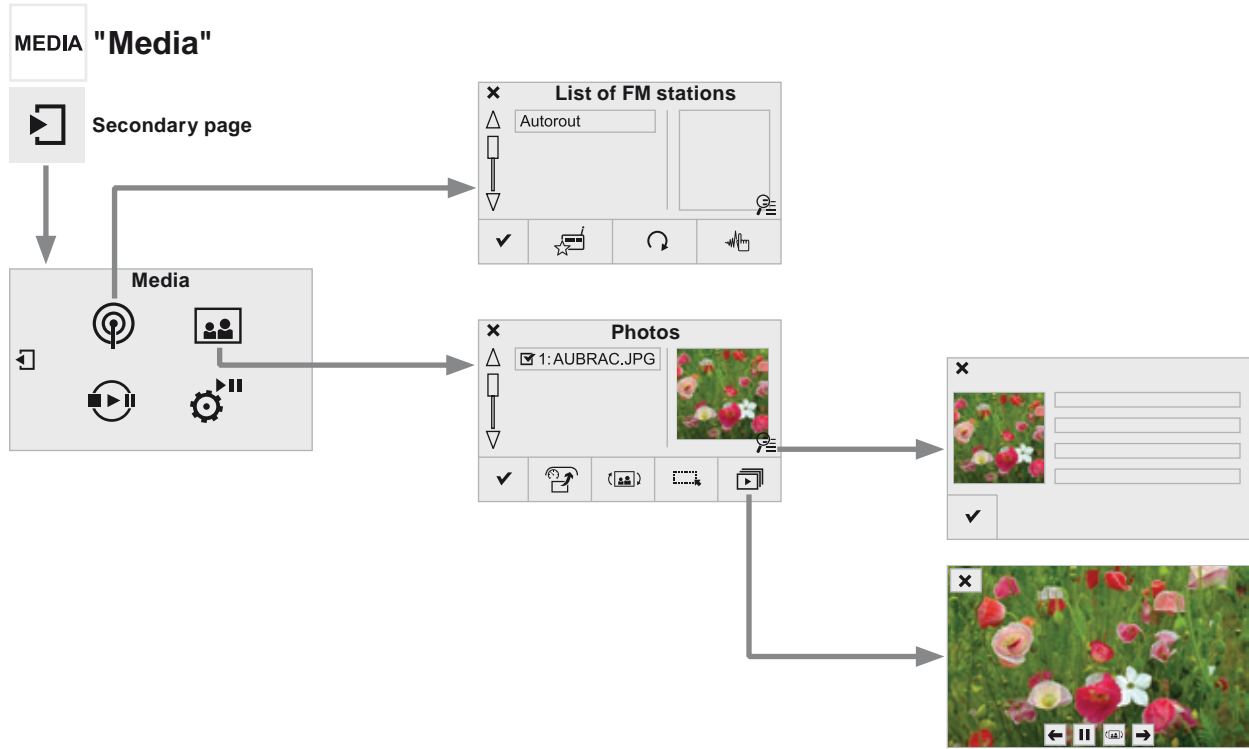 MEDIA "Media"
Secondary page
List of FM stations
Autorout
Media
Photos
1: AUBRAC.JPG